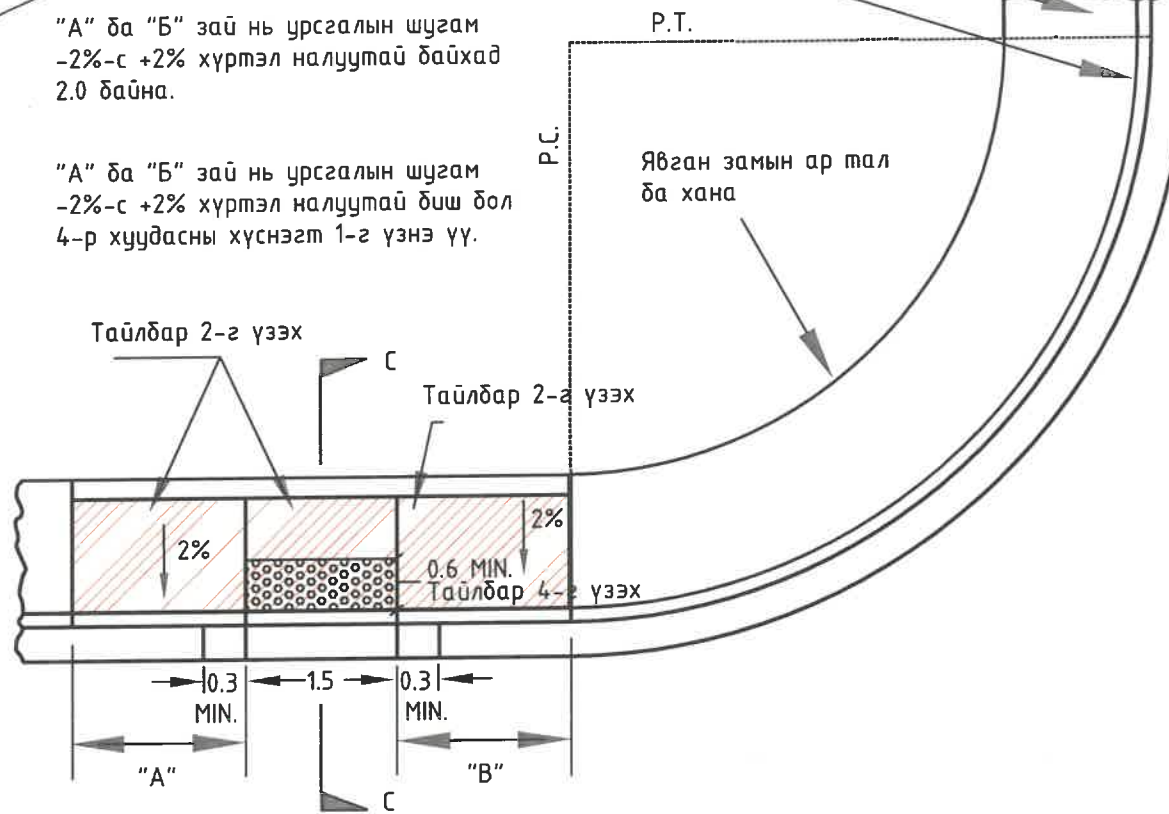 "А" ба "Б" зай нь урсгалын шугам
-2%-с +2% хүртэл налуутай байхад
2.0 байна.
"А" ба "Б" зай нь урсгалын шугам
-2%-с +2% хүртэл налуутай биш бол
4-р хуудасны хүснэгт 1-г үзнэ үү.
P.T.
P.C.
Явган замын ар тал
ба хана
Тайлбар 2-г үзэх
C
Тайлбар 2-г үзэх
2%
2%
0.6 MIN.
Тайлбар 4-г үзэх
0.3
MIN.
1.5
0.3
MIN.
"A"
"B"
C